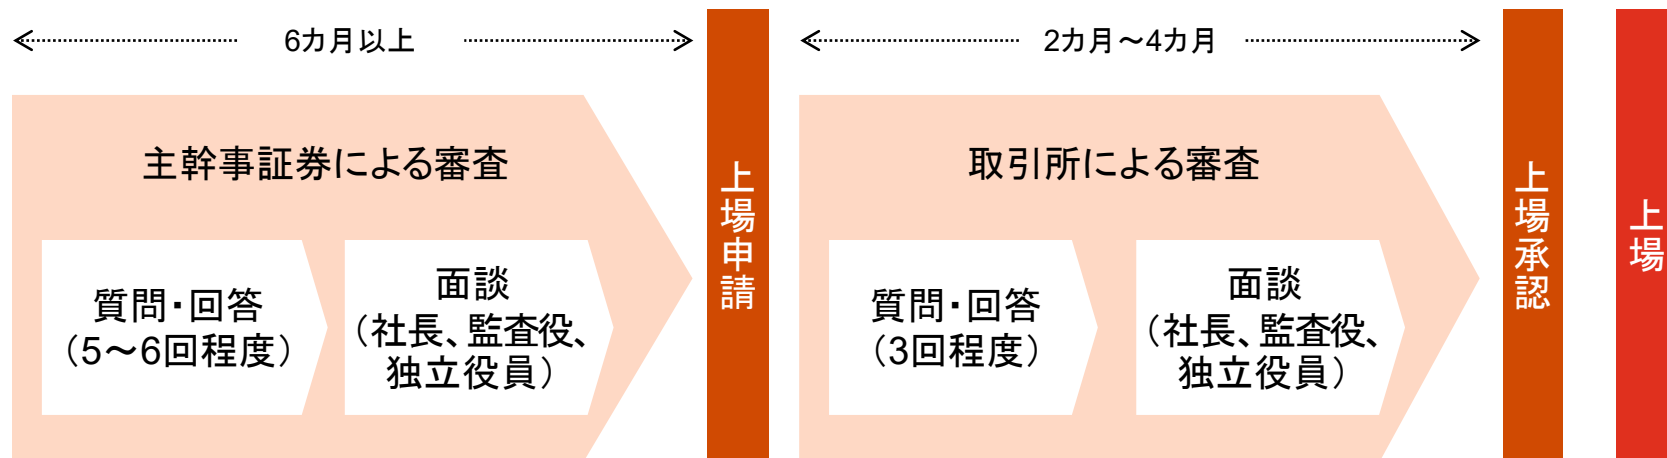 6カ月以上
主幹事証券による審査
質問・回答
（5～6回程度）
面談
（社長、監査役、
独立役員）
上場申請
2カ月～4カ月
取引所による審査
質問・回答
（3回程度）
面談
（社長、監査役、
独立役員）
上場承認
上場